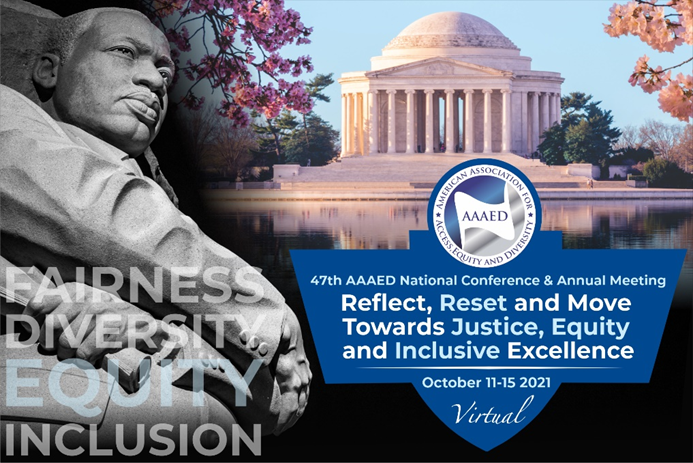 AMERICAN ASSOCIATION FOR
AAAED
ACCESS, EQUITY AND DIVERSITY
47th AAAED National Conference & Annual Meeting
Reflect, Reset and Move
Towards Justice, Equity
and Inclusive Excellence
October 11-15 2021
Virtual
FAIRNESS
DIVERSITY
EQUITY
INCLUSION